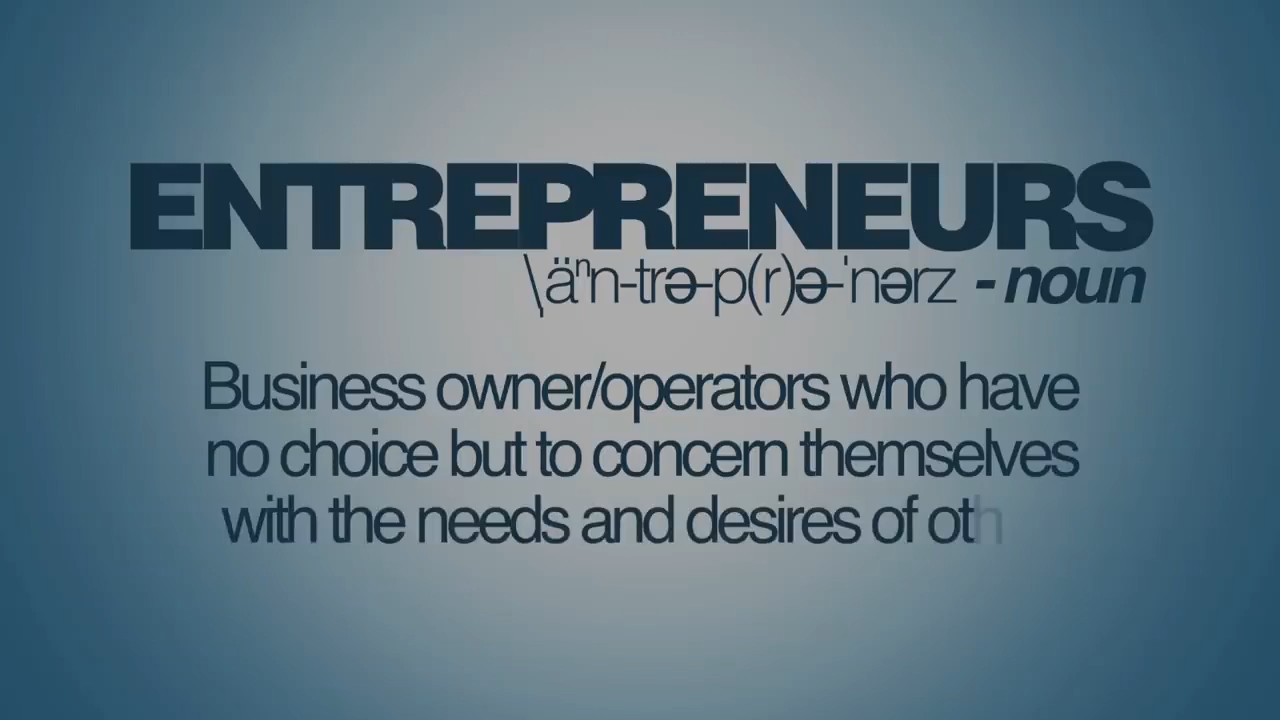 ENTREPRENEURS
\äⁿn-trə-p(r)ə-ˈnərz - noun
Business owner/operators who have
no choice but to concern themselves
with the needs and desires of oth